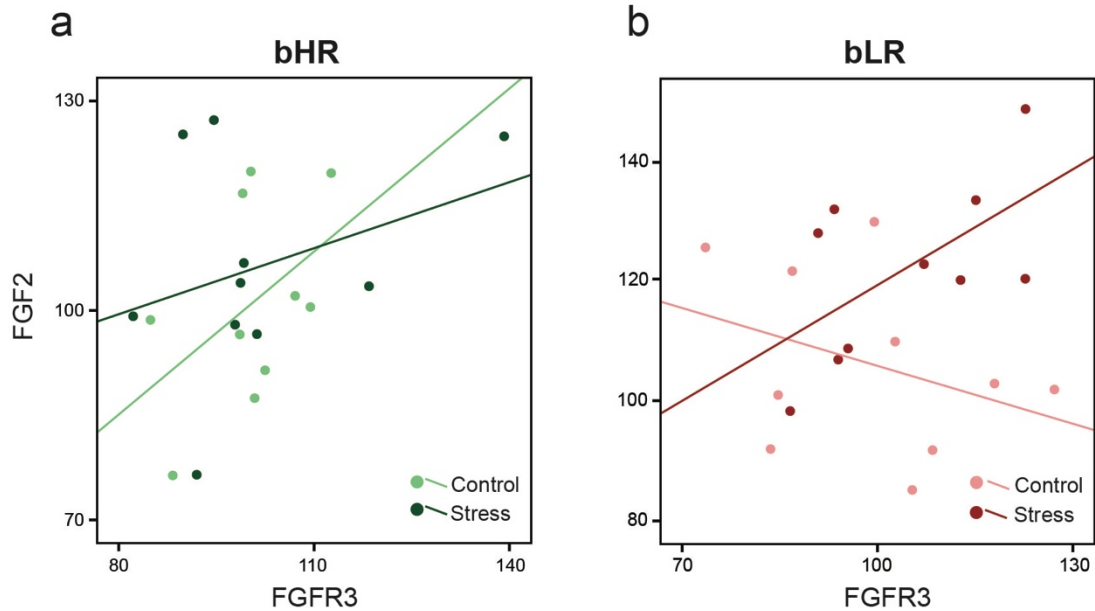 a
bHR
FGF2
130
100
70
80
110
140
FGFR3
Control
Stress
b
bLR
140
120
100
80
70
100
130
FGFR3
Control
Stress